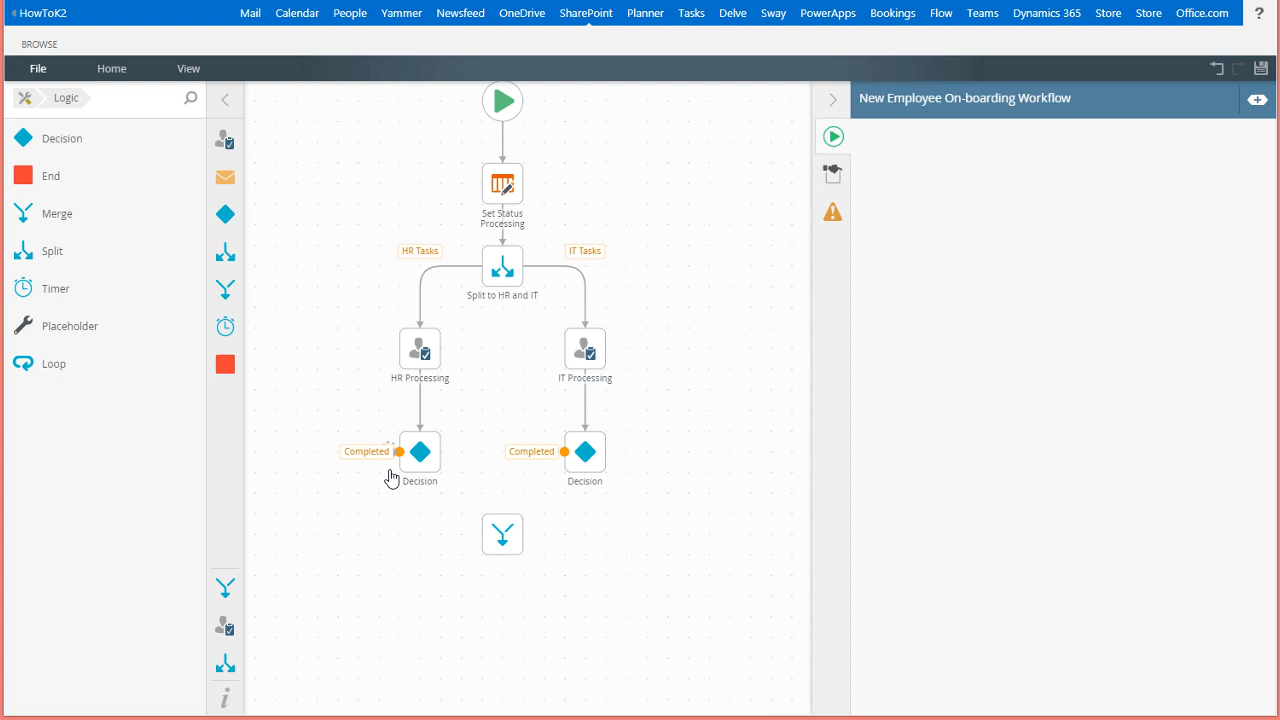 HowToK2
Mail
Calendar
People
Yammer
Newsfeed
OneDrive
SharePoint
Planner
Tasks
Delve
Sway
PowerApps
Bookings
Flow
Teams
Dynamics 365
Store
Store
Office.com
?
BROWSE
File
Home
View
Logic
Decision
End
Merge
Split
Timer
Placeholder
Loop
Set Status
Processing
HR Tasks
IT Tasks
Split to HR and IT
HR Processing
IT Processing
Completed
Completed
Decision
Decision
New Employee On-boarding Workflow